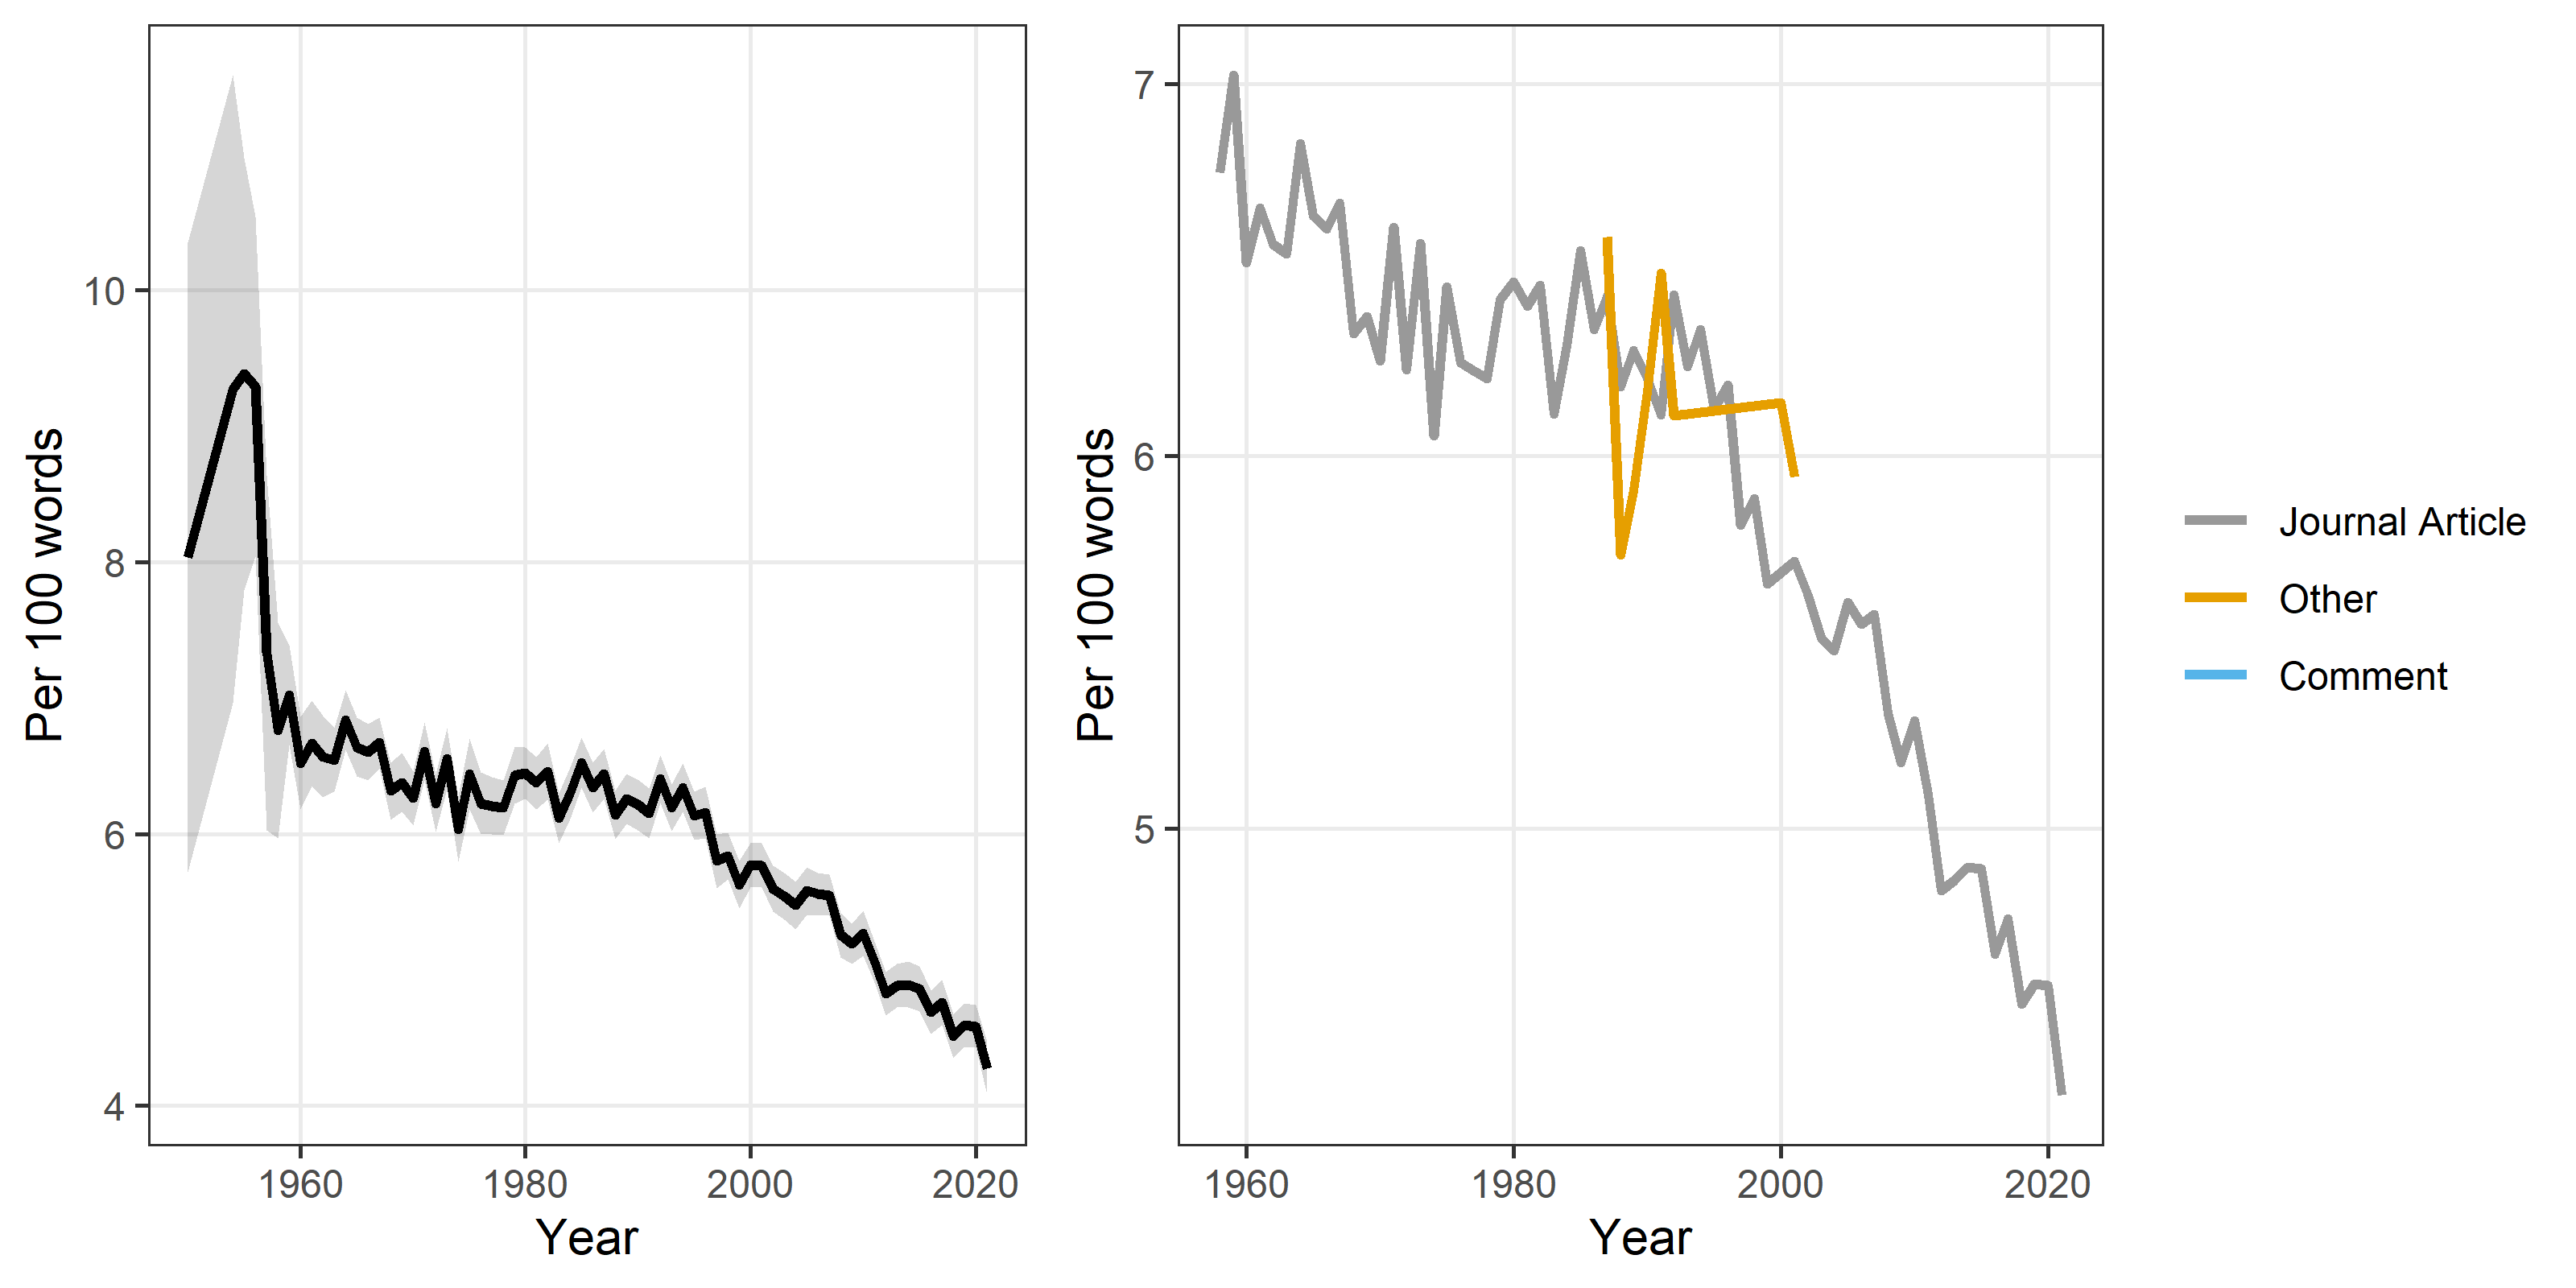 Per 100 words
10
8
6
4
1960 1980 2000 2020
Year
Per 100 words
7
6
5
1960 1980 2000 2020
Year
Journal Article
Other
Comment